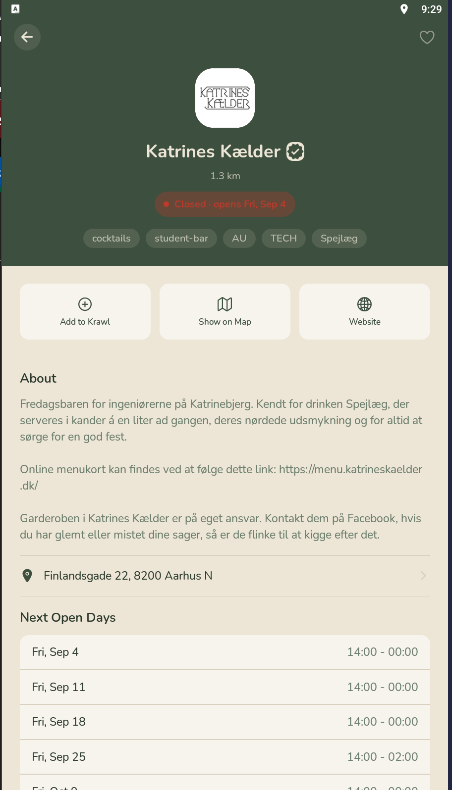 A
9:29
KATRINES
KÆLDER
Katrines Kælder
1.3 km
Closed · opens Fri, Sep 4
cocktails student-bar AU TECH Spejlæg
Add to Krawl Show on Map Website
About
Fredagsbaren for ingeniørerne på Katrinebjerg. Kendt for drinken Spejlæg, der
serveres i kander á en liter ad gangen, deres nørdede udsmykning og for altid at
sørge for en god fest.
Online menukort kan findes ved at følge dette link: https://menu.katrineskaelder
.dk/
Garderoben i Katrines Kælder er på eget ansvar. Kontakt dem på Facebook, hvis
du har glemt eller mistet dine sager, så er de flinke til at kigge efter det.
Finlandsgade 22, 8200 Aarhus N
Next Open Days
Fri, Sep 4 14:00 - 00:00
Fri, Sep 11 14:00 - 00:00
Fri, Sep 18 14:00 - 00:00
Fri, Sep 25 14:00 - 02:00